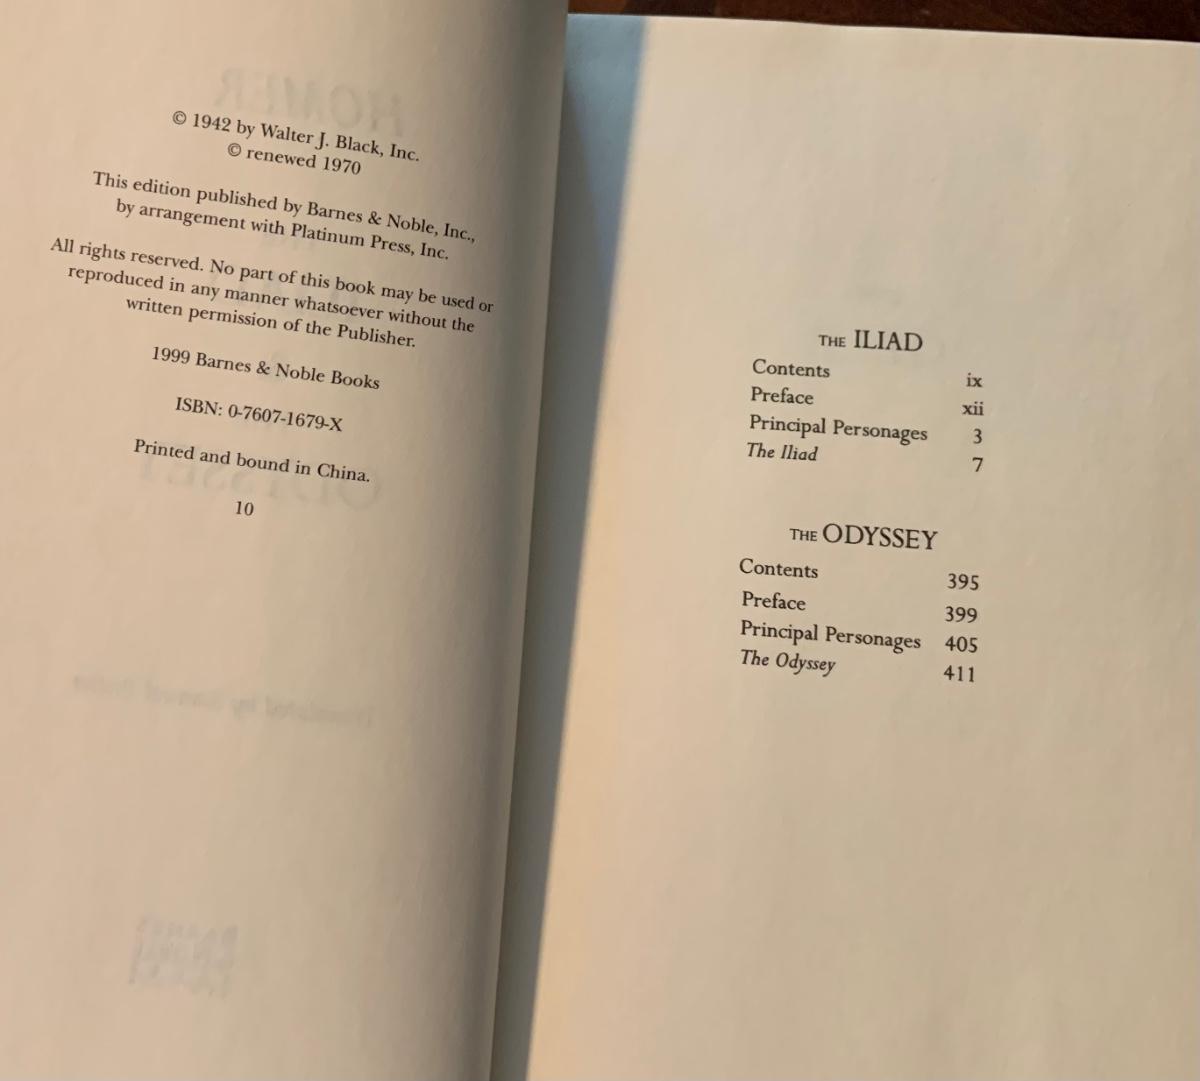 © 1942 by Walter J. Black, Inc.
© renewed 1970
This edition published by Barnes & Noble, Inc.,
by arrangement with Platinum Press, Inc.
All rights reserved. No part of this book may be used or
reproduced in any manner whatsoever without the
written permission of the Publisher.
1999 Barnes & Noble Books
ISBN: 0-7607-1679-X
Printed and bound in China.
10
THE ILIAD
Contents ix
Preface xii
Principal Personages 3
The Iliad 7
THE ODYSSEY
Contents 395
Preface 399
Principal Personages 405
The Odyssey 411